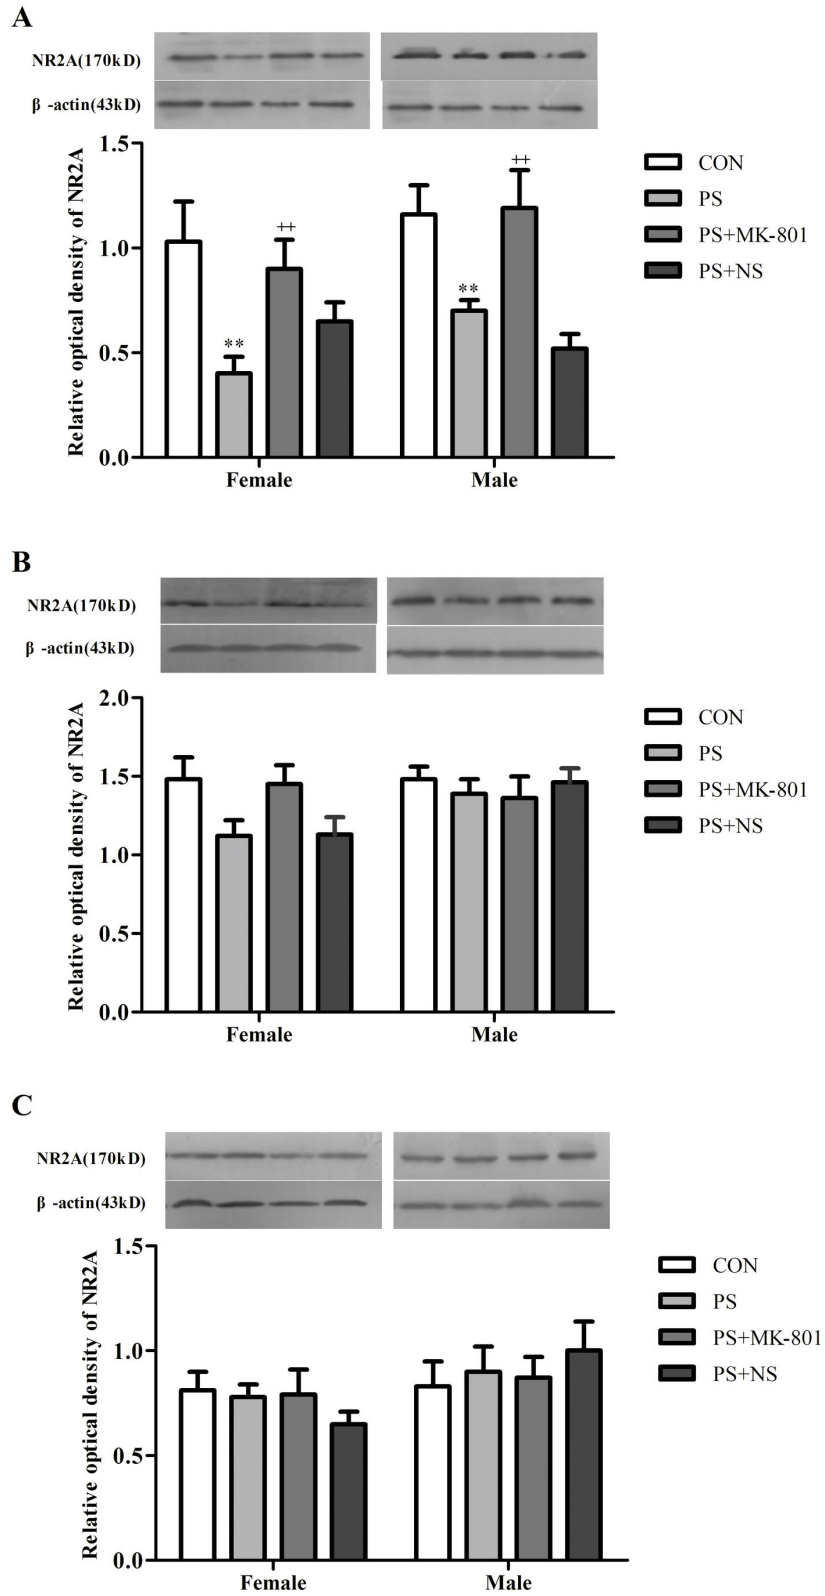 A
NR2A(170kD)
β -actin(43kD)
Relative optical density of NR2A
1.5
1.0
0.5
0.0
**
++
**
++
Female
Male
CON
PS
PS+MK-801
PS+NS
B
NR2A(170kD)
β -actin(43kD)
Relative optical density of NR2A
2.0
1.5
1.0
0.5
0.0
Female
Male
CON
PS
PS+MK-801
PS+NS
C
NR2A(170kD)
β -actin(43kD)
Relative optical density of NR2A
1.5
1.0
0.5
0.0
Female
Male
CON
PS
PS+MK-801
PS+NS